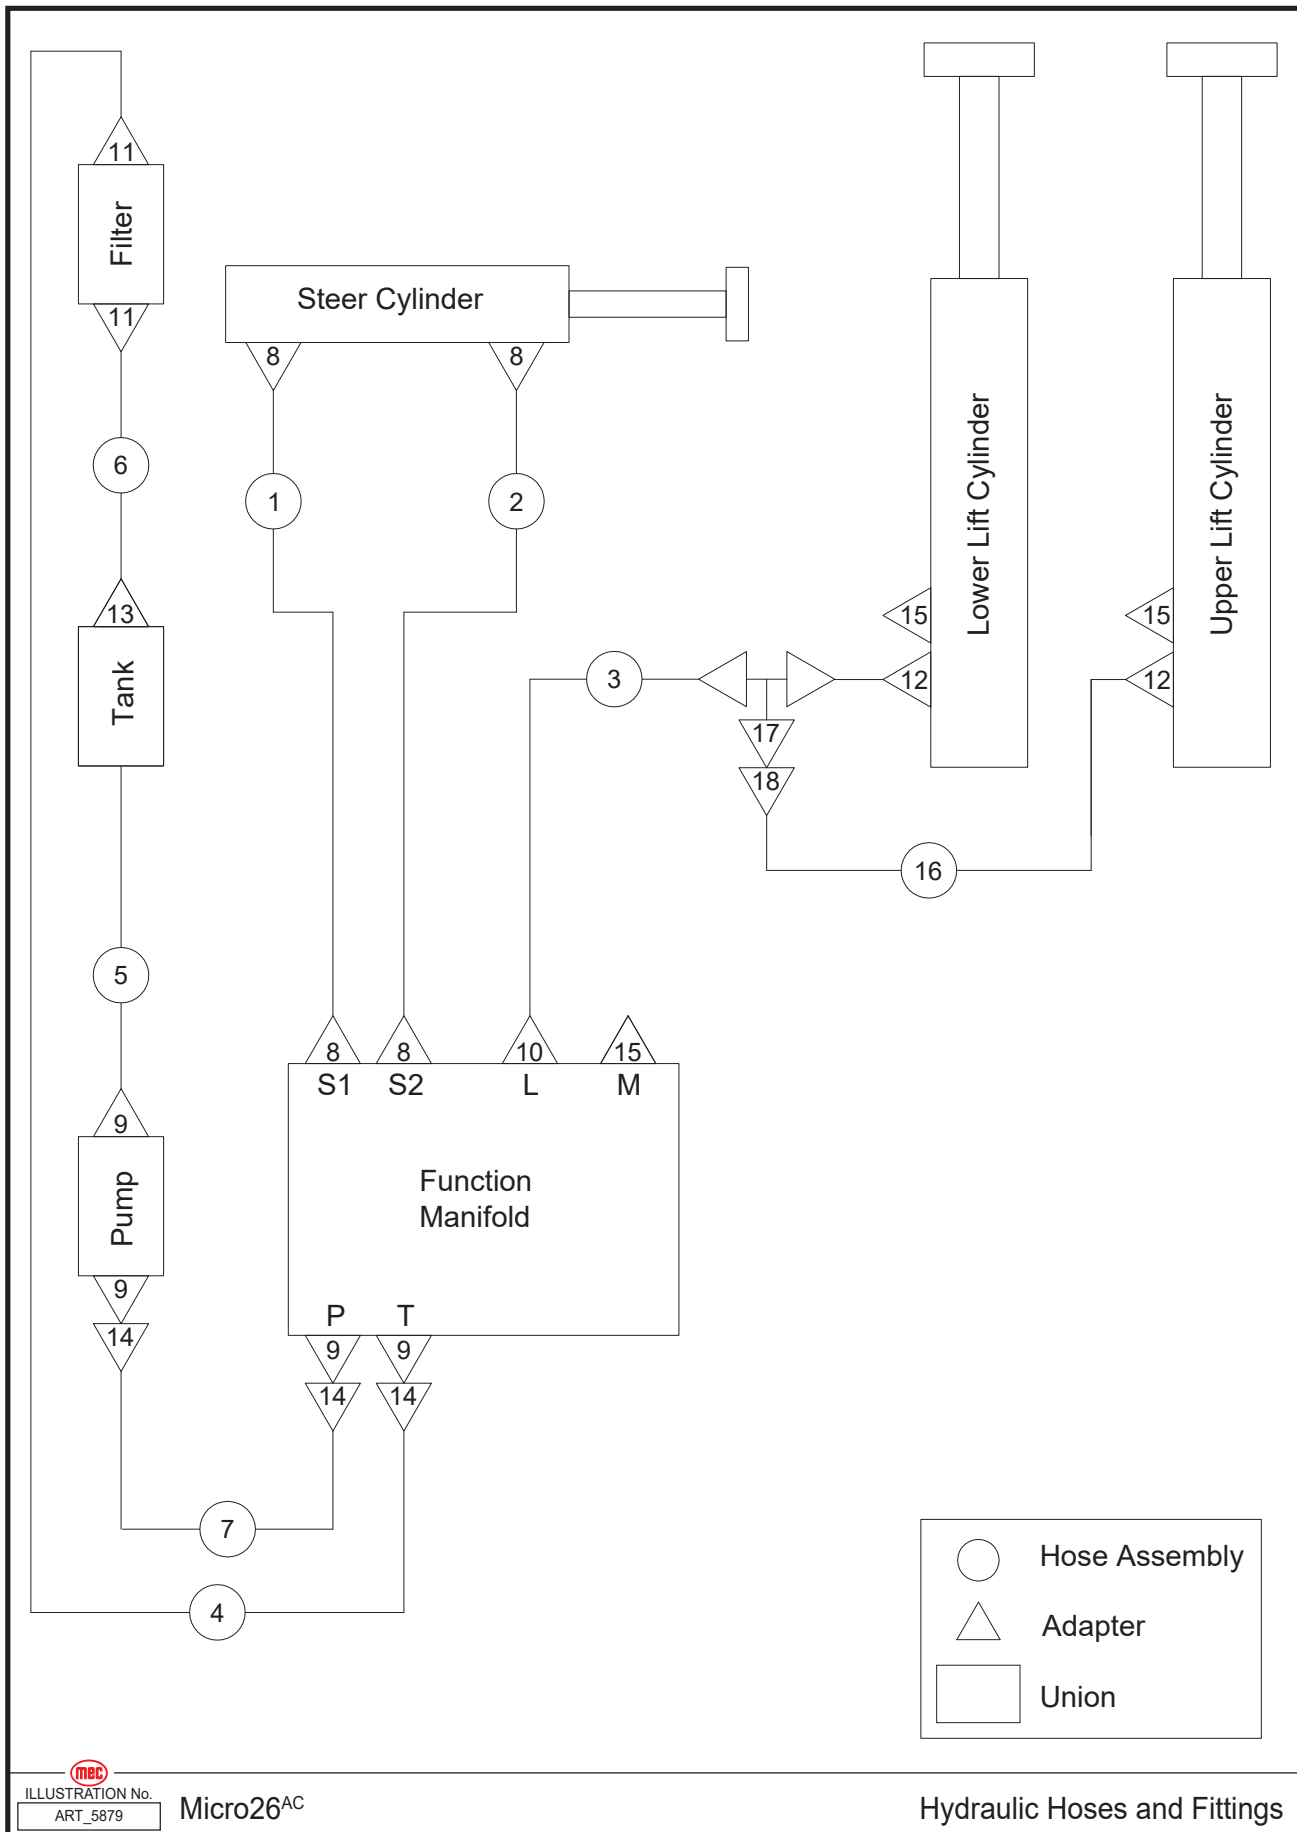 11
Filter
11
6
13
Tank
5
9
Pump
9
14
7
4
Steer Cylinder
8
8
1
2
Lower Lift Cylinder
15
12
Upper Lift Cylinder
15
12
3
17
18
16
8
8
10
15
S1
S2
L
M
Function
Manifold
P
T
9
9
14
14
Hose Assembly
Adapter
Union
mec
ILLUSTRATION No.
ART_5879
Micro26AC
Hydraulic Hoses and Fittings